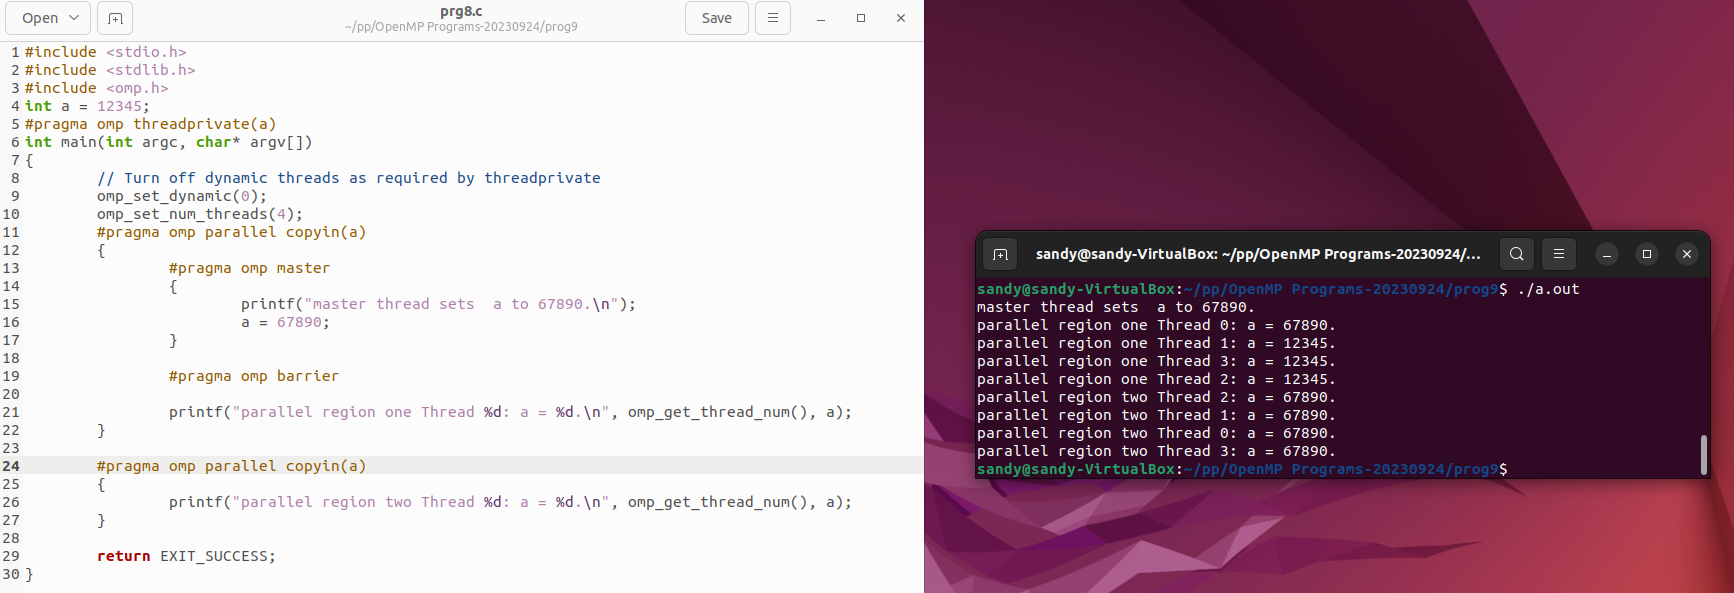 Open
prg8.c
~/pp/OpenMP Programs-20230924/prog9
Save
1 #include <stdio.h>
2 #include <stdlib.h>
3 #include <omp.h>
4 int a = 12345;
5 #pragma omp threadprivate(a)
6 int main(int argc, char* argv[])
7 {
8         // Turn off dynamic threads as required by threadprivate
9         omp_set_dynamic(0);
10         omp_set_num_threads(4);
11         #pragma omp parallel copyin(a)
12         {
13                 #pragma omp master
14                 {
15                         printf("master thread sets  a to 67890.\n");
16                         a = 67890;
17                 }
18
19                 #pragma omp barrier
20
21                 printf("parallel region one Thread %d: a = %d.\n", omp_get_thread_num(), a);
22         }
23
24         #pragma omp parallel copyin(a)
25         {
26                 printf("parallel region two Thread %d: a = %d.\n", omp_get_thread_num(), a);
27         }
28
29         return EXIT_SUCCESS;
30 }
sandy@sandy-VirtualBox: ~/pp/OpenMP Programs-20230924/...
sandy@sandy-VirtualBox:~/pp/OpenMP Programs-20230924/prog9$ ./a.out
master thread sets  a to 67890.
parallel region one Thread 0: a = 67890.
parallel region one Thread 1: a = 12345.
parallel region one Thread 3: a = 12345.
parallel region one Thread 2: a = 12345.
parallel region two Thread 2: a = 67890.
parallel region two Thread 1: a = 67890.
parallel region two Thread 0: a = 67890.
parallel region two Thread 3: a = 67890.
sandy@sandy-VirtualBox:~/pp/OpenMP Programs-20230924/prog9$